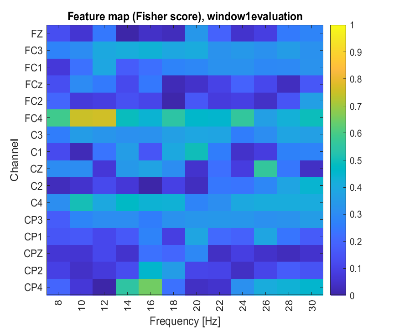 Feature map (Fisher score), window1evaluation
FZ
FC3
FC1
FCz
FC2
FC4
C3
C1
CZ
C2
C4
CP3
CP1
CPZ
CP2
CP4
Channel
8 10 12 14 16 18 20 22 24 26 28 30
Frequency [Hz]
1
0.9
0.8
0.7
0.6
0.5
0.4
0.3
0.2
0.1
0